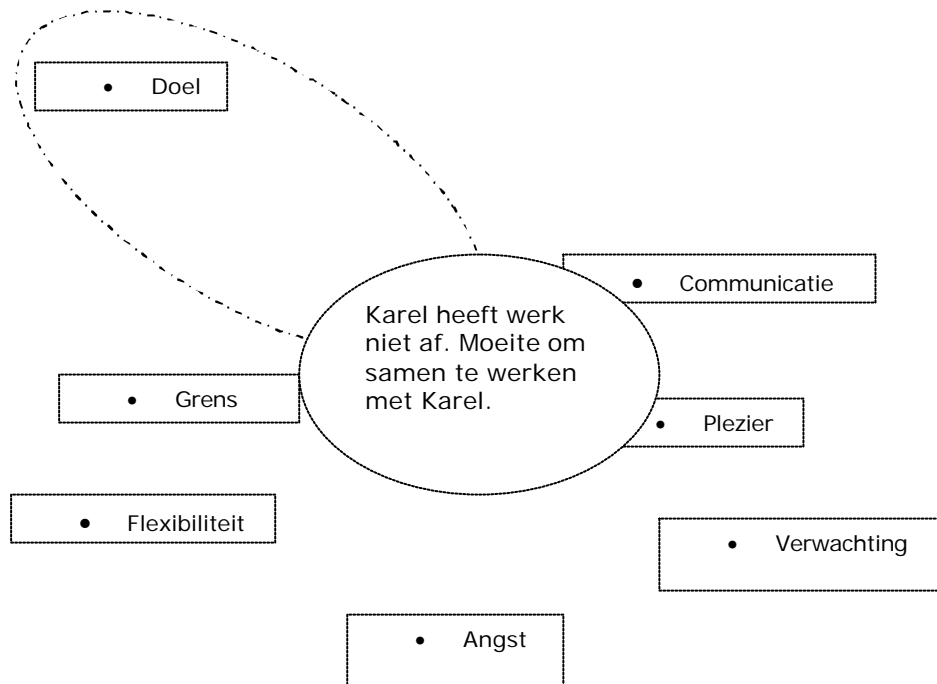 • Doel
• Communicatie
Karel heeft werk
niet af. Moeite om
samen te werken
met Karel.
• Grens
• Plezier
• Flexibiliteit
• Verwachting
• Angst